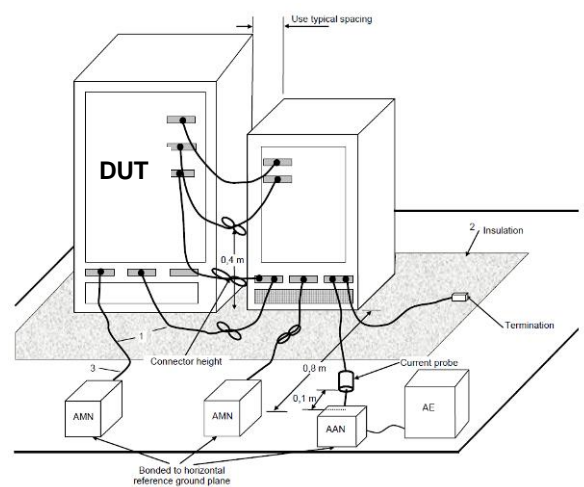 Use typical spacing
DUT
2
Insulation
0,4 m
1
Termination
Connector height
3
0,8 m
Current probe
0,1 m
AMN
AMN
AAN
AE
Bonded to horizontal
reference ground plane